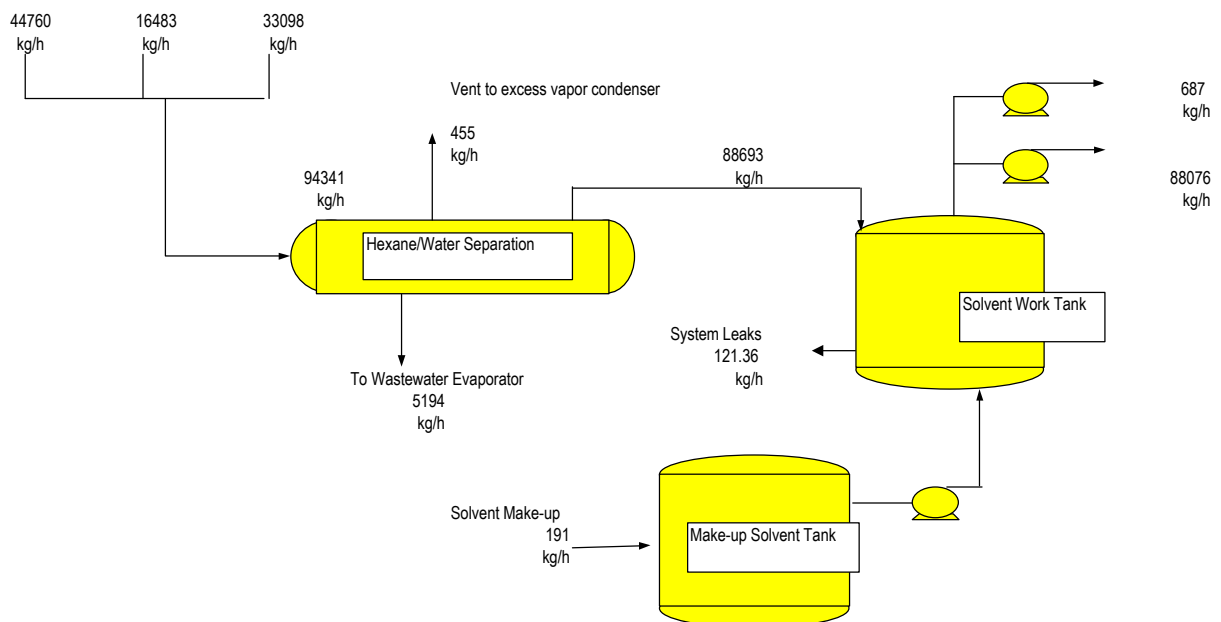 44760
kg/h
16483
kg/h
33098
kg/h
Vent to excess vapor condenser
687
kg/h
455
kg/h
88693
kg/h
94341
kg/h
88076
kg/h
Hexane/Water Separation
Solvent Work Tank
System Leaks
121.36
kg/h
To Wastewater Evaporator
5194
kg/h
Solvent Make-up
191
kg/h
Make-up Solvent Tank